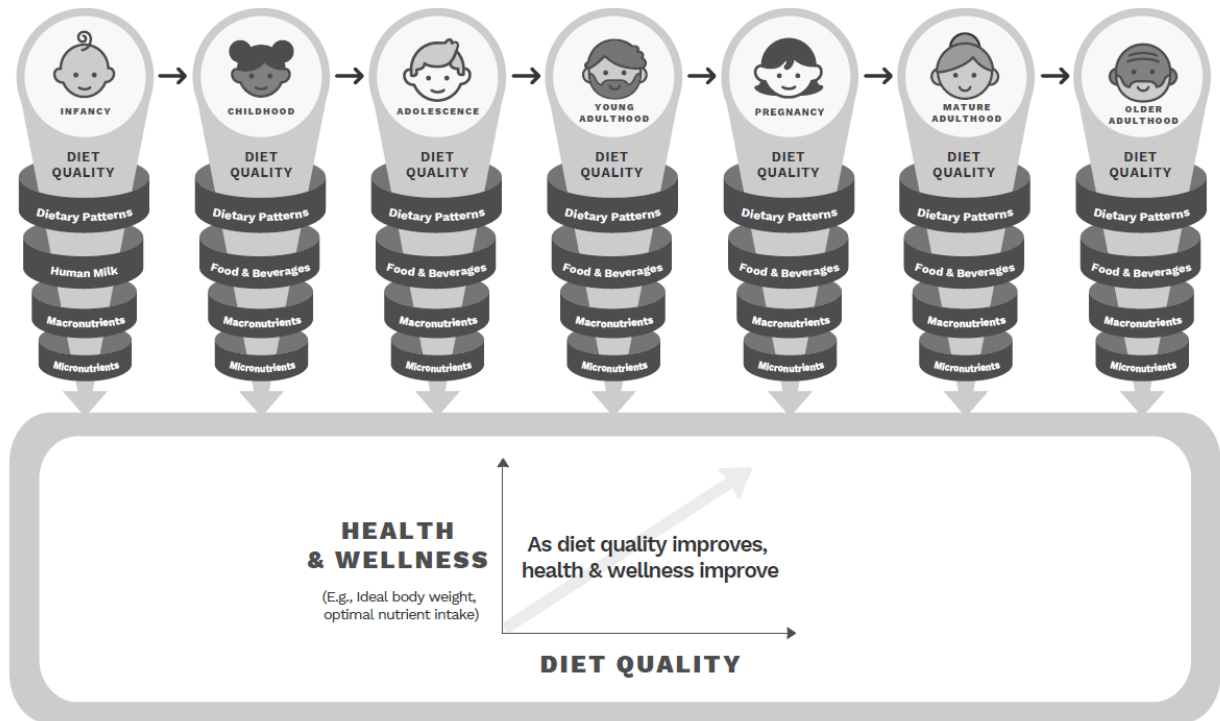 INFANCY
CHILDHOOD
ADOLESCENCE
YOUNG
ADULTHOOD
PREGNANCY
MATURE
ADULTHOOD
OLDER
ADULTHOOD
DIET
QUALITY
DIET
QUALITY
DIET
QUALITY
DIET
QUALITY
DIET
QUALITY
DIET
QUALITY
DIET
QUALITY
Dietary Patterns
Dietary Patterns
Dietary Patterns
Dietary Patterns
Dietary Patterns
Dietary Patterns
Dietary Patterns
Human Milk
Food & Beverages
Food & Beverages
Food & Beverages
Food & Beverages
Food & Beverages
Food & Beverages
Macronutrients
Macronutrients
Macronutrients
Macronutrients
Macronutrients
Macronutrients
Macronutrients
Micronutrients
Micronutrients
Micronutrients
Micronutrients
Micronutrients
Micronutrients
Micronutrients
HEALTH
& WELLNESS
(E.g., Ideal body weight,
optimal nutrient intake)
As diet quality improves,
health & wellness improve
DIET QUALITY